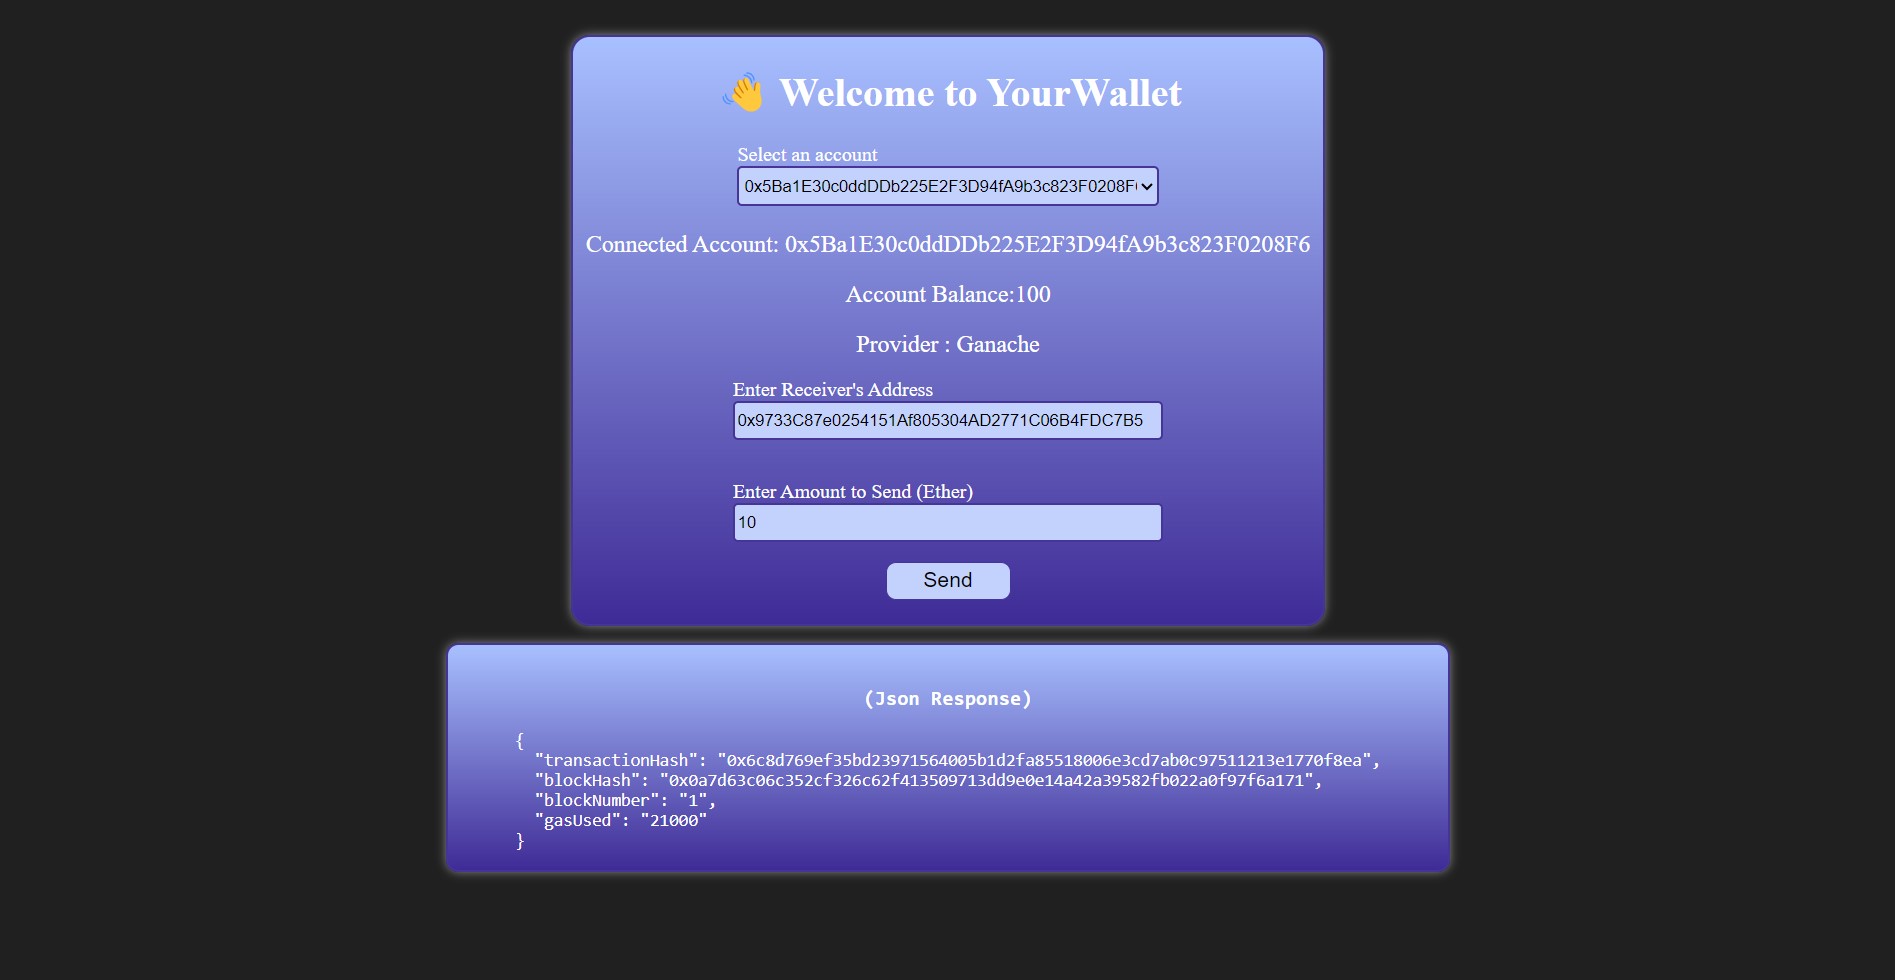 👋 Welcome to YourWallet
Select an account
0x5Ba1E30c0ddDDb225E2F3D94fA9b3c823F0208F
Connected Account: 0x5Ba1E30c0ddDDb225E2F3D94fA9b3c823F0208F6
Account Balance:100
Provider : Ganache
Enter Receiver's Address
0x9733C87e0254151Af805304AD2771C06B4FDC7B5
Enter Amount to Send (Ether)
10
Send
(Json Response)
{
"transactionHash": "0x6c8d769ef35bd23971564005b1d2fa85518006e3cd7ab0c97511213e1770f8ea",
"blockHash": "0x0a7d63c06c352cf326c62f413509713dd9e0e14a42a39582fb022a0f97f6a171",
"blockNumber": "1",
"gasUsed": "21000"
}